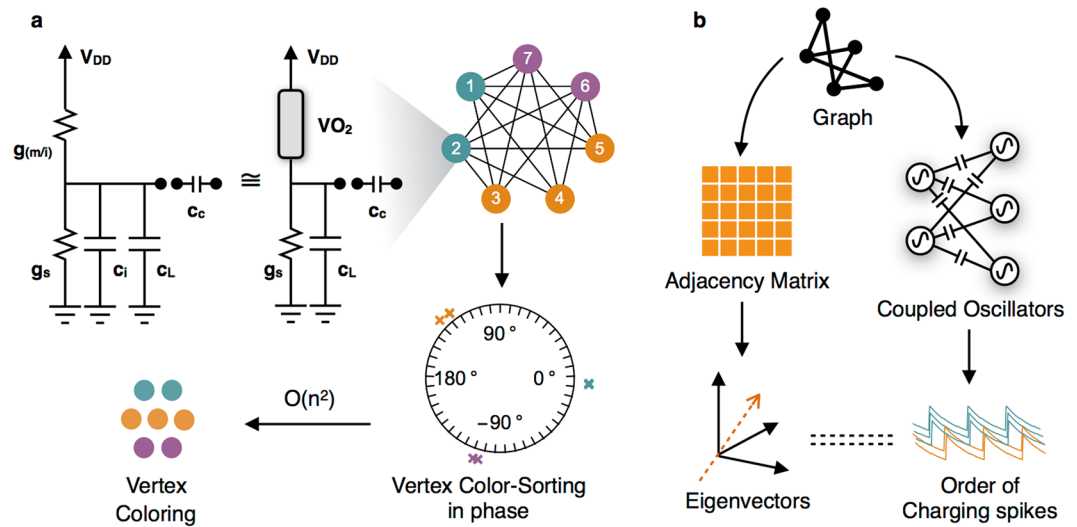 a
V_DD
g_(m/i)
g_s
c_i
c_L
c_c
≅
V_DD
VO₂
g_s
c_L
c_c
7
1
6
2
5
3
4
90°
180°
0°
−90°
Vertex Color-Sorting
in phase
O(n²)
Vertex
Coloring
b
Graph
Adjacency Matrix
Coupled Oscillators
Eigenvectors
Order of
Charging spikes